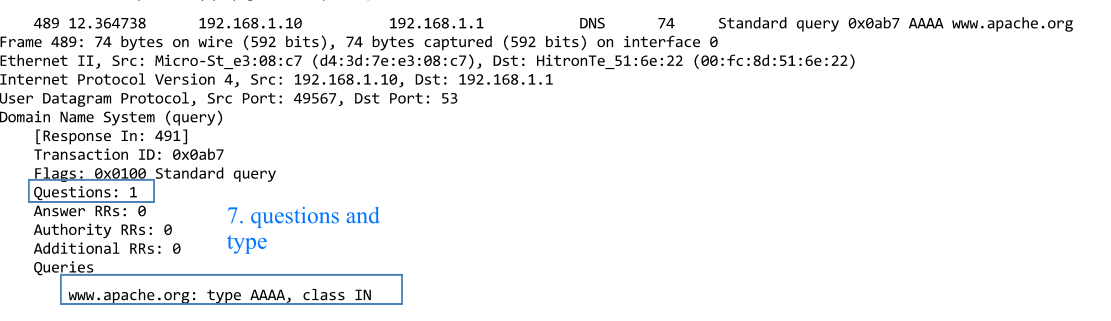 489 12.364738 192.168.1.10 192.168.1.1 DNS 74 Standard query 0x0ab7 AAAA www.apache.org
Frame 489: 74 bytes on wire (592 bits), 74 bytes captured (592 bits) on interface 0
Ethernet II, Src: Micro-St_e3:08:c7 (d4:3d:7e:e3:08:c7), Dst: HitronTe_51:6e:22 (00:fc:8d:51:6e:22)
Internet Protocol Version 4, Src: 192.168.1.10, Dst: 192.168.1.1
User Datagram Protocol, Src Port: 49567, Dst Port: 53
Domain Name System (query)
[Response In: 491]
Transaction ID: 0x0ab7
Flags: 0x0100 Standard query
Questions: 1
Answer RRs: 0
Authority RRs: 0
Additional RRs: 0
7. questions and
type
Queries
www.apache.org: type AAAA, class IN